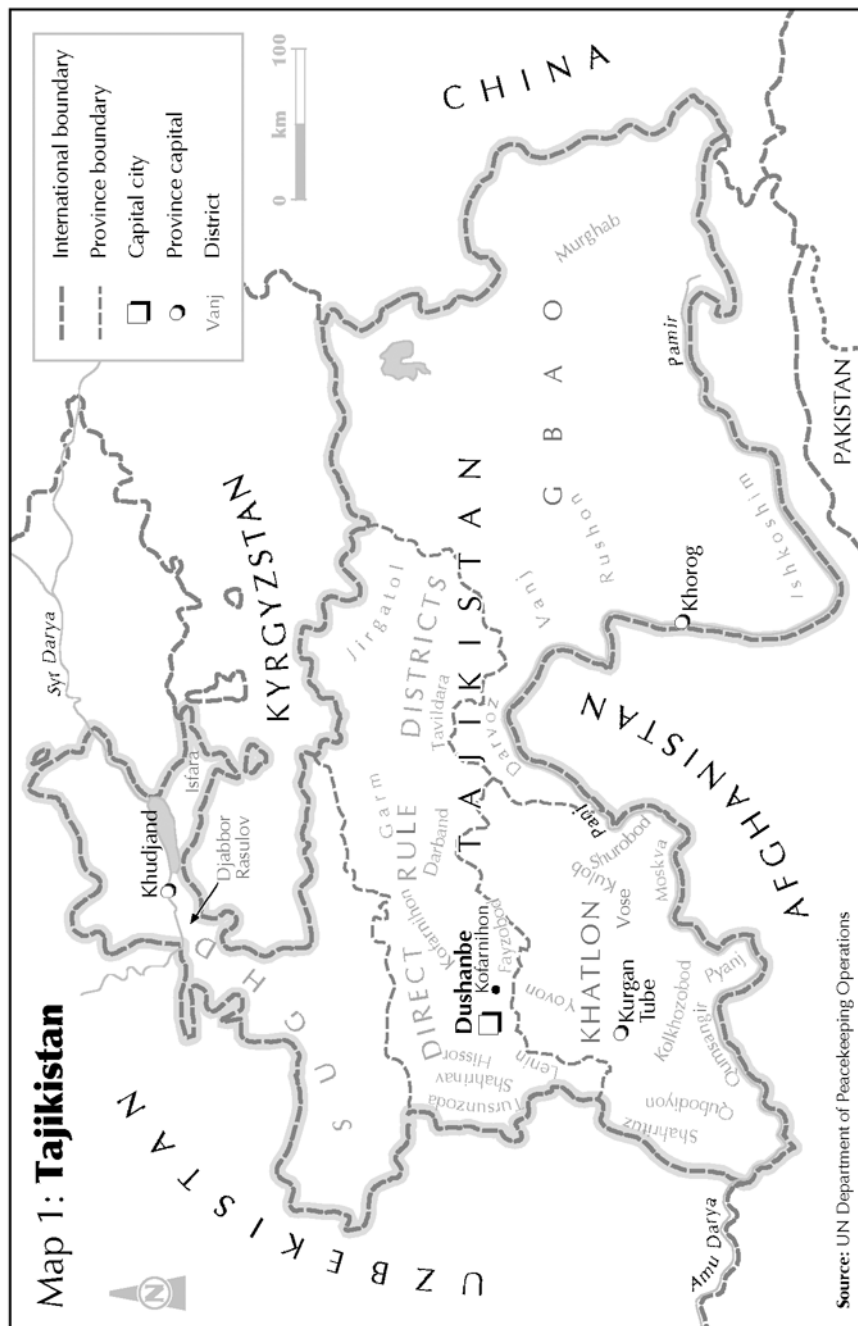 Map 1: Tajikistan
International boundary
Province boundary
Capital city
Province capital
Vanj District
0 km 100
N
UZBEKISTAN
KYRGYZSTAN
CHINA
Syr Darya
Khudjand
Isfara
Djabbor
Rasulov
SUGHD
Jirgatol
DIRECT RULE DISTRICTS
Garm
Tavildara
Kofarnihon
Darband
TAJIKISTAN
Dushanbe
Kofarnihon
Fayzobod
Tursunzoda
Shahrinav
Hissor
Lenin
Darvoz
Vanj
Rushon
GBAO
Murghab
Yovon
KHATLON
Kulob
Shurobod
Panj
Vose
Moskva
Kurgan
Tube
Kolkhozobod
Pyanj
Qumsangir
Qubodiyon
Shahrituz
Khorog
Ishkoshim
Pamir
AFGHANISTAN
PAKISTAN
Amu Darya
Source: UN Department of Peacekeeping Operations